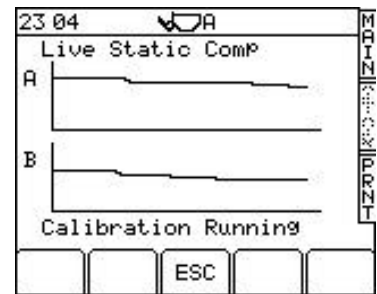 23 04 A
Live Static Comp
A
B
Calibration Running
ESC
MAIN
PRNT